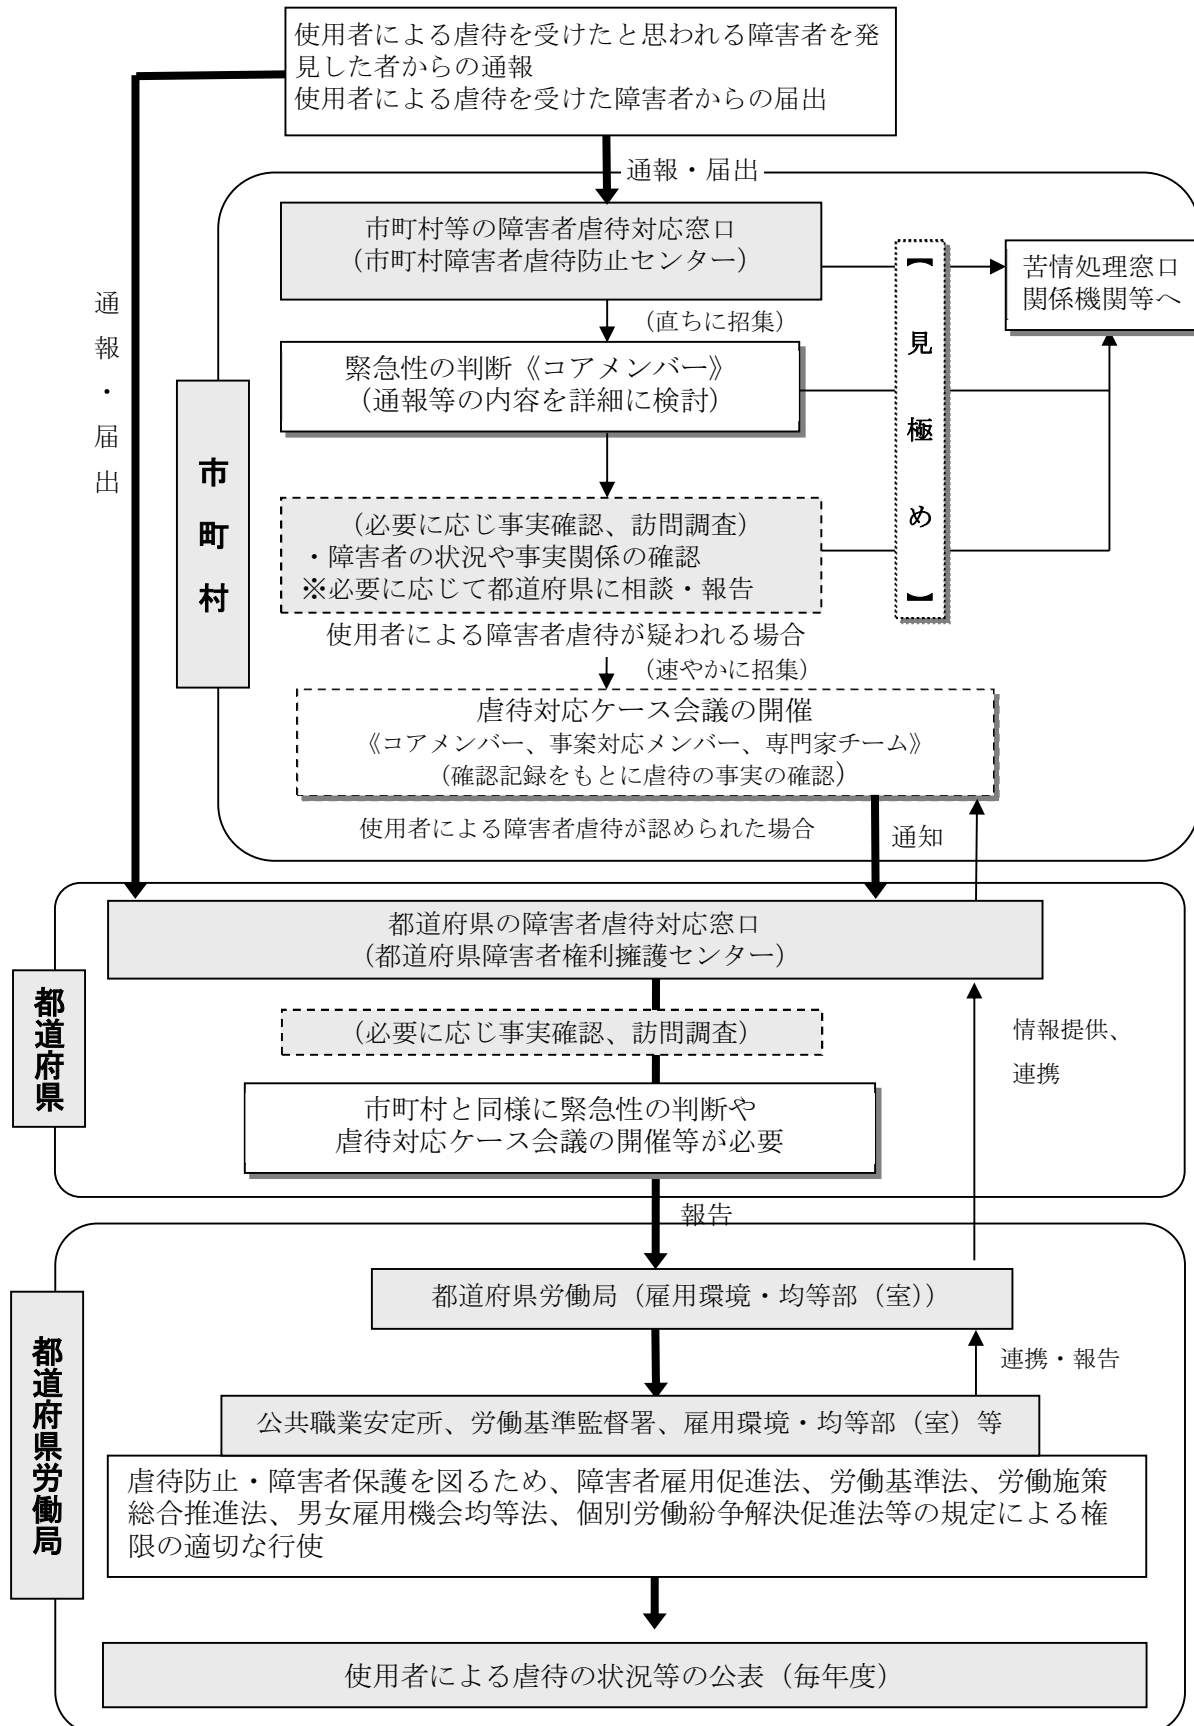 使用者による虐待を受けたと思われる障害者を発
見した者からの通報
使用者による虐待を受けた障害者からの届出
通報・届出
通報・届出
市町村
市町村等の障害者虐待対応窓口
（市町村障害者虐待防止センター）
【見極め】
苦情処理窓口
関係機関等へ
（直ちに招集）
緊急性の判断《コアメンバー》
（通報等の内容を詳細に検討）
（必要に応じ事実確認、訪問調査）
・障害者の状況や事実関係の確認
※必要に応じて都道府県に相談・報告
使用者による障害者虐待が疑われる場合
（速やかに招集）
虐待対応ケース会議の開催
《コアメンバー、事案対応メンバー、専門家チーム》
（確認記録をもとに虐待の事実の確認）
使用者による障害者虐待が認められた場合
通知
都道府県
都道府県の障害者虐待対応窓口
（都道府県障害者権利擁護センター）
（必要に応じ事実確認、訪問調査）
情報提供、
連携
市町村と同様に緊急性の判断や
虐待対応ケース会議の開催等が必要
報告
都道府県労働局
都道府県労働局（雇用環境・均等部（室））
連携・報告
公共職業安定所、労働基準監督署、雇用環境・均等部（室）等
虐待防止・障害者保護を図るため、障害者雇用促進法、労働基準法、労働施策
総合推進法、男女雇用機会均等法、個別労働紛争解決促進法等の規定による権
限の適切な行使
使用者による虐待の状況等の公表（毎年度）